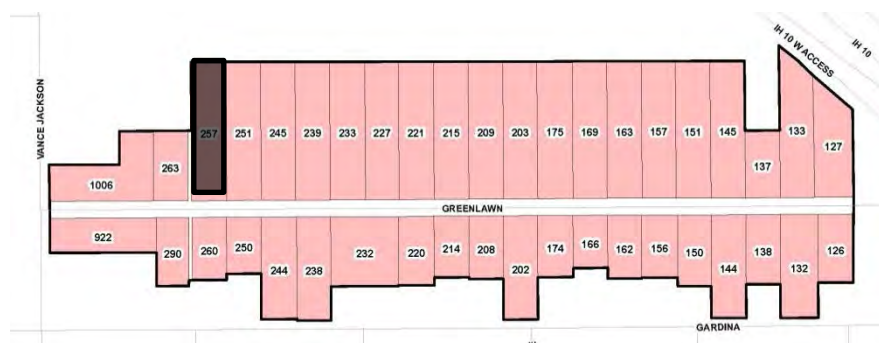 IH 10 W ACCESS
IH 10
VANCE JACKSON
257 251 245 239 233 227 221 215 209 203 175 169 163 157 151 145 133
127
263 137
1006
GREENLAWN
922
290 260 250 232 220 214 208 174 166 162 156 150 138 126
244 238 202 144 132
GARDINA